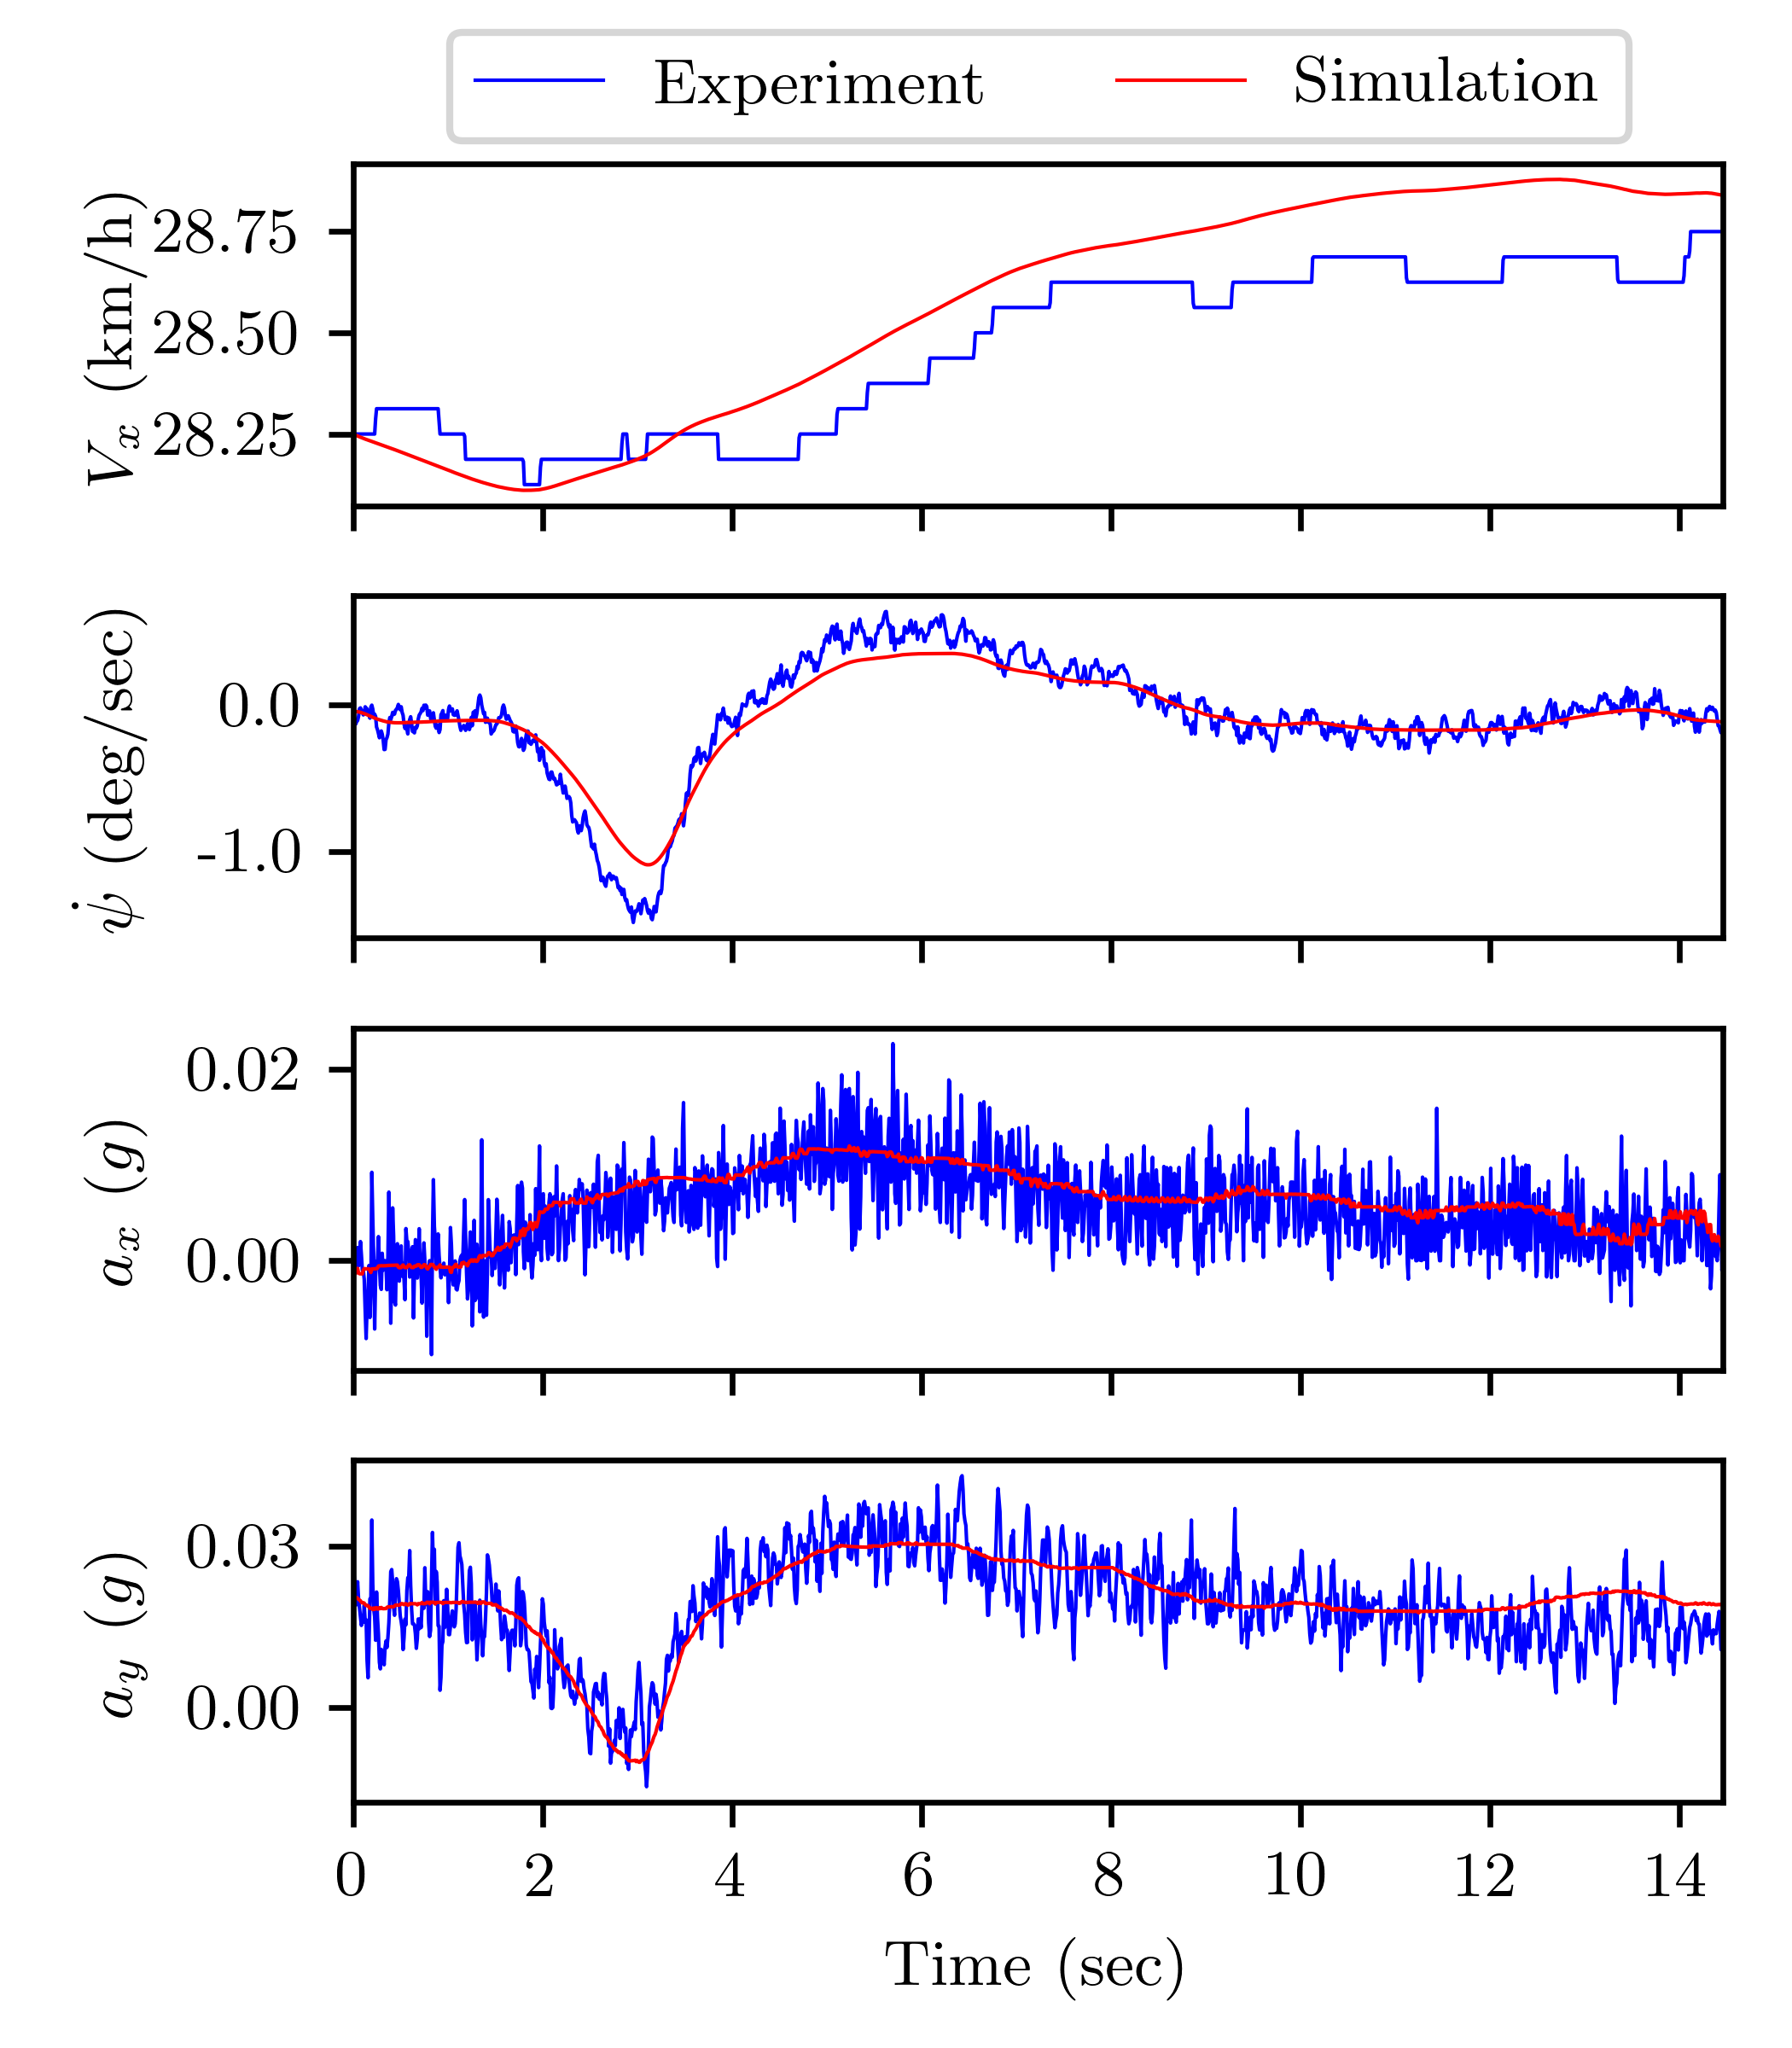 Experiment Simulation
V_x (km/h)
28.75
28.50
28.25
ψ̇ (deg/sec)
0.0
-1.0
a_x (g)
0.02
0.00
a_y (g)
0.03
0.00
0 2 4 6 8 10 12 14
Time (sec)